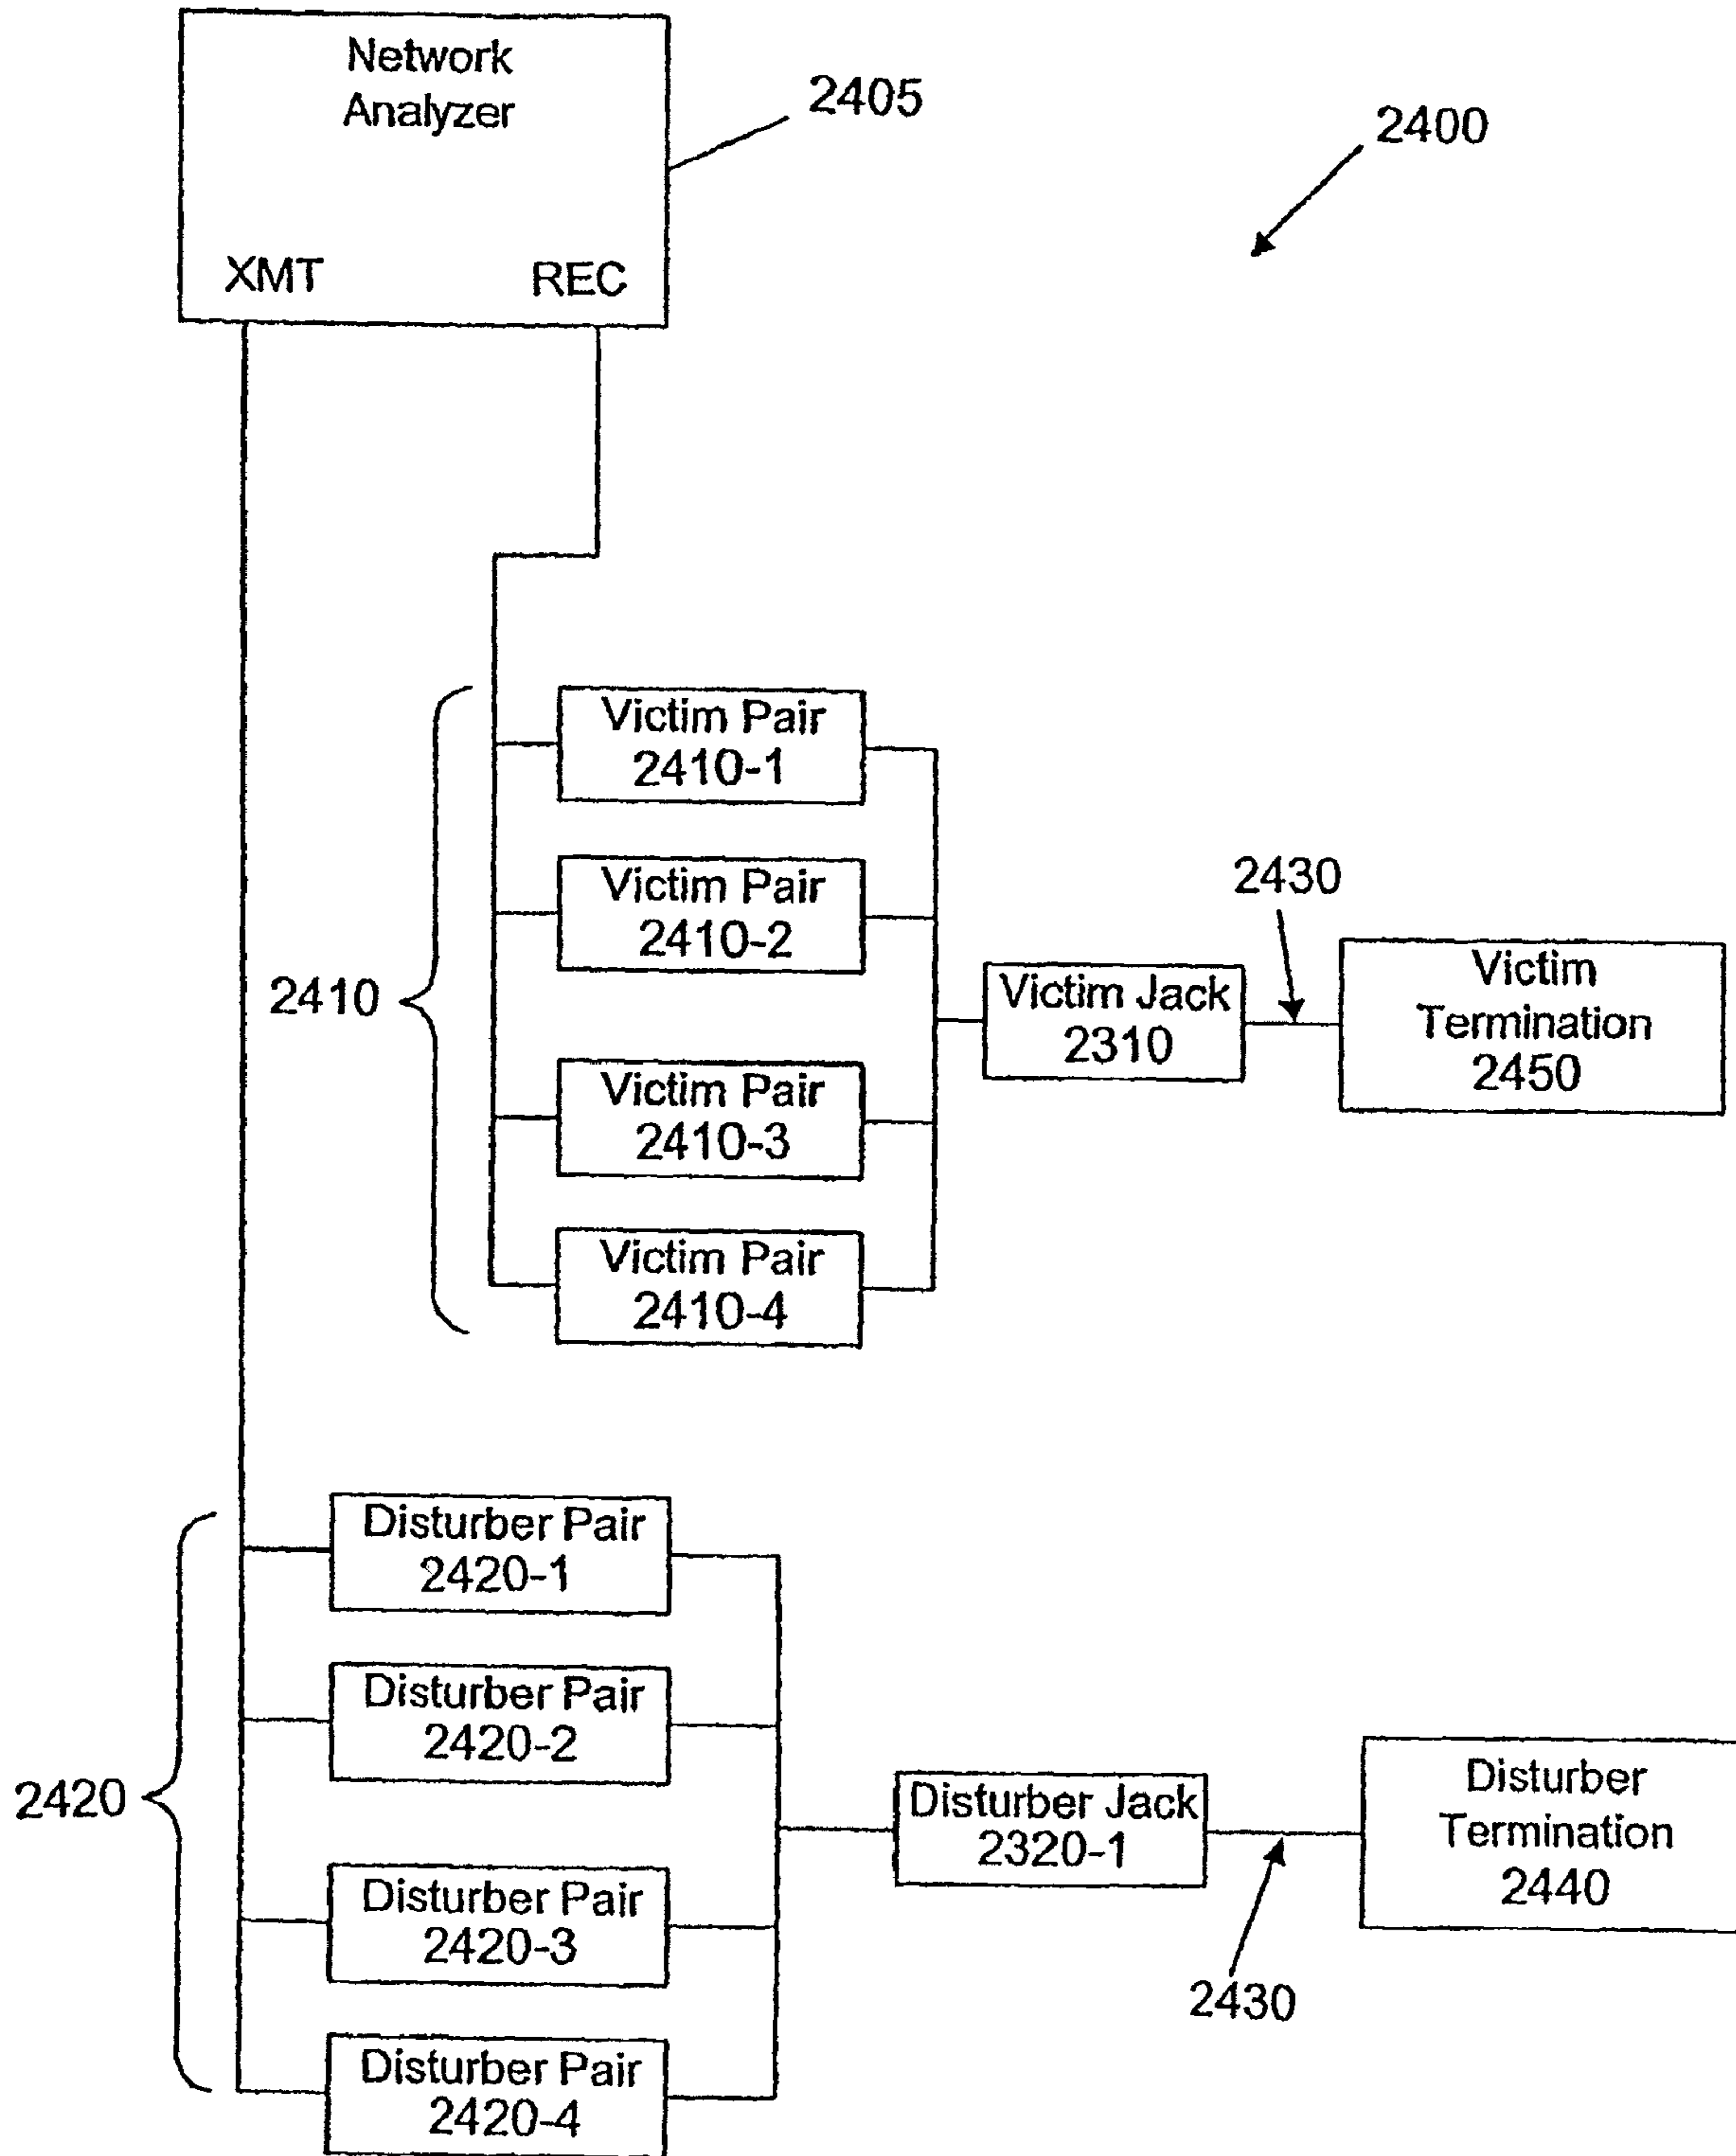 Network
Analyzer
XMT
REC
2405
2400
Victim Pair
2410-1
Victim Pair
2410-2
Victim Pair
2410-3
Victim Pair
2410-4
2410
Victim Jack
2310
2430
Victim
Termination
2450
Disturber Pair
2420-1
Disturber Pair
2420-2
Disturber Pair
2420-3
Disturber Pair
2420-4
2420
Disturber Jack
2320-1
2430
Disturber
Termination
2440